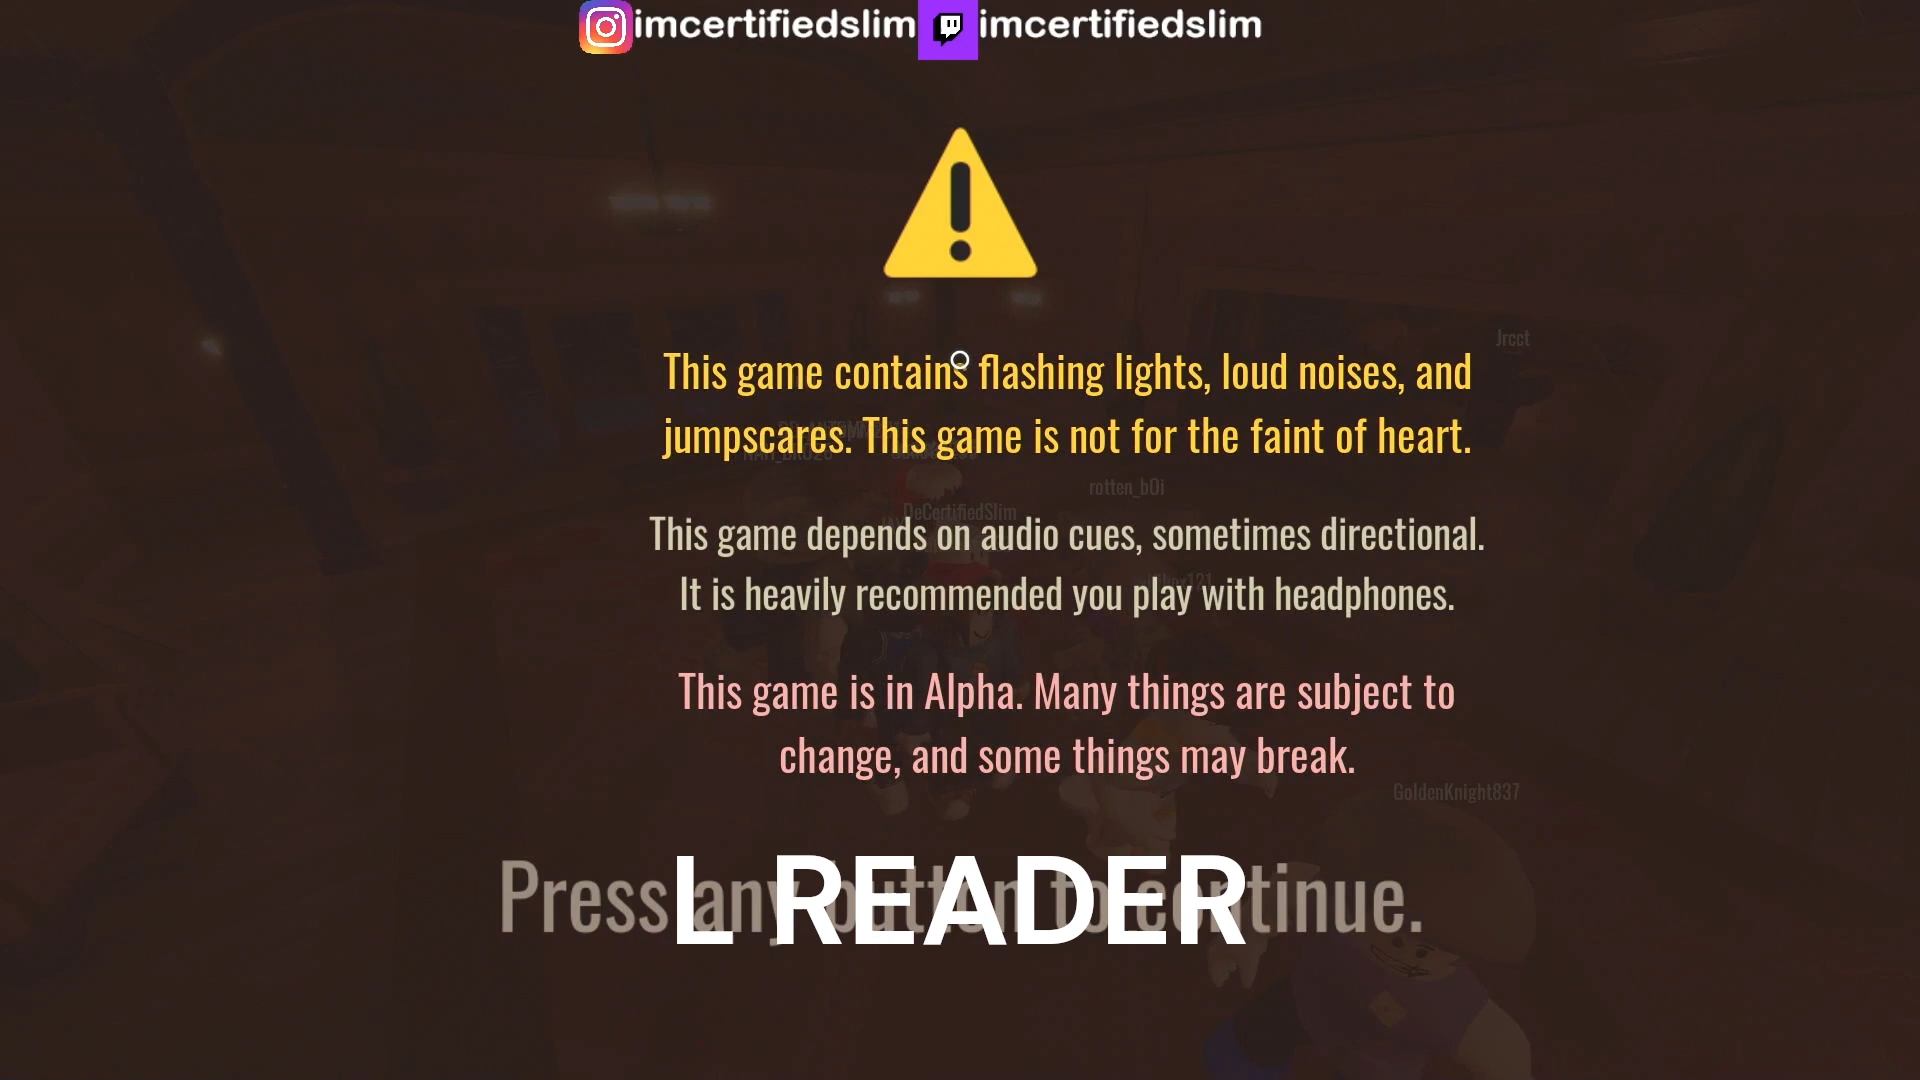 imcertifiedslim imcertifiedslim
Jrcct
This game contains flashing lights, loud noises, and
jumpscares. This game is not for the faint of heart.
rotten_b0i
DeCertifiedSlim
This game depends on audio cues, sometimes directional.
It is heavily recommended you play with headphones.
This game is in Alpha. Many things are subject to
change, and some things may break.
GoldenKnight837
Press any button to continue.
L READER